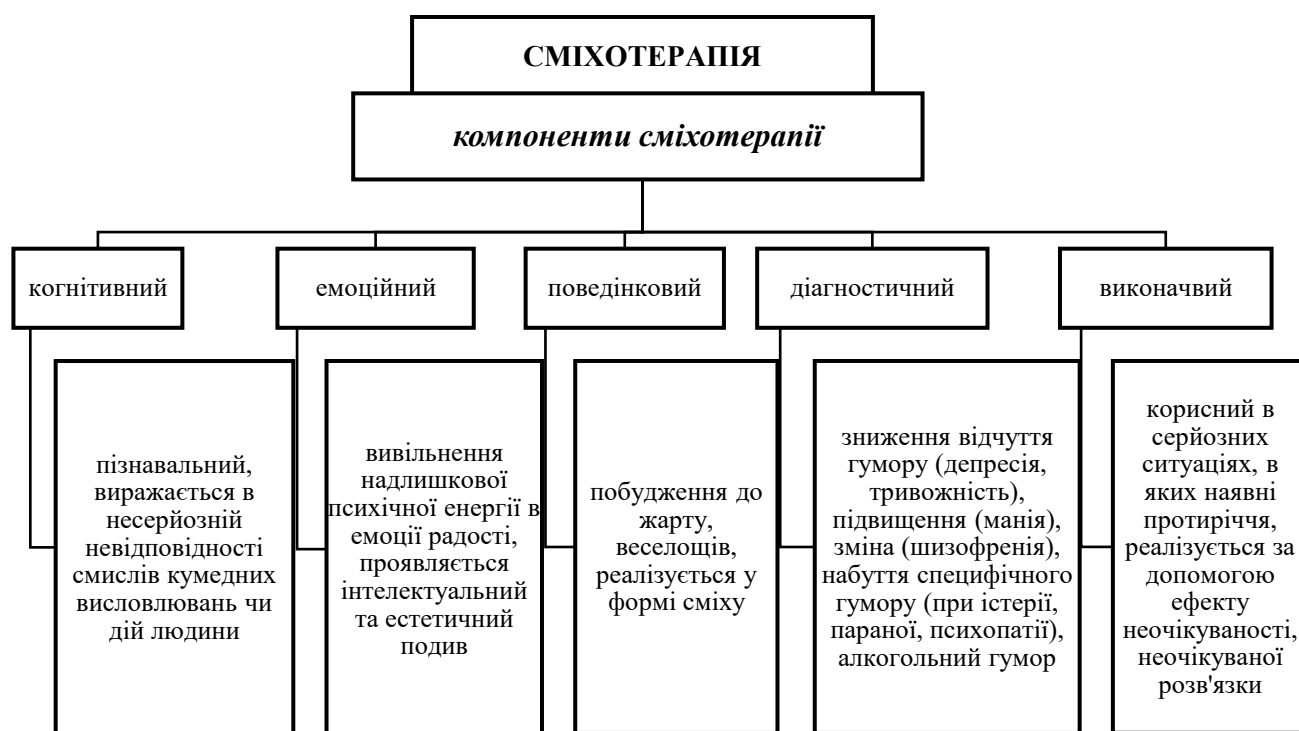 СМІХОТЕРАПІЯ
компоненти сміхотерапії
когнітивний
емоційний
поведінковий
діагностичний
виконачвий
пізнавальний,
виражається в
несерйозній
невідповідності
смислів кумедних
висловлювань чи
дій людини
вивільнення
надлишкової
психічної енергії в
емоції радості,
проявляється
інтелектуальний
та естетичний
подив
побудження до
жарту,
веселощів,
реалізується у
формі сміху
зниження відчуття
гумору (депресія,
тривожність),
підвищення (манія),
зміна (шизофренія),
набуття специфічного
гумору (при істерії,
параної, психопатії),
алкогольний гумор
корисний в
серйозних
ситуаціях, в
яких наявні
протиріччя,
реалізується за
допомогою
ефекту
неочікуваності,
неочікуваної
розв'язки